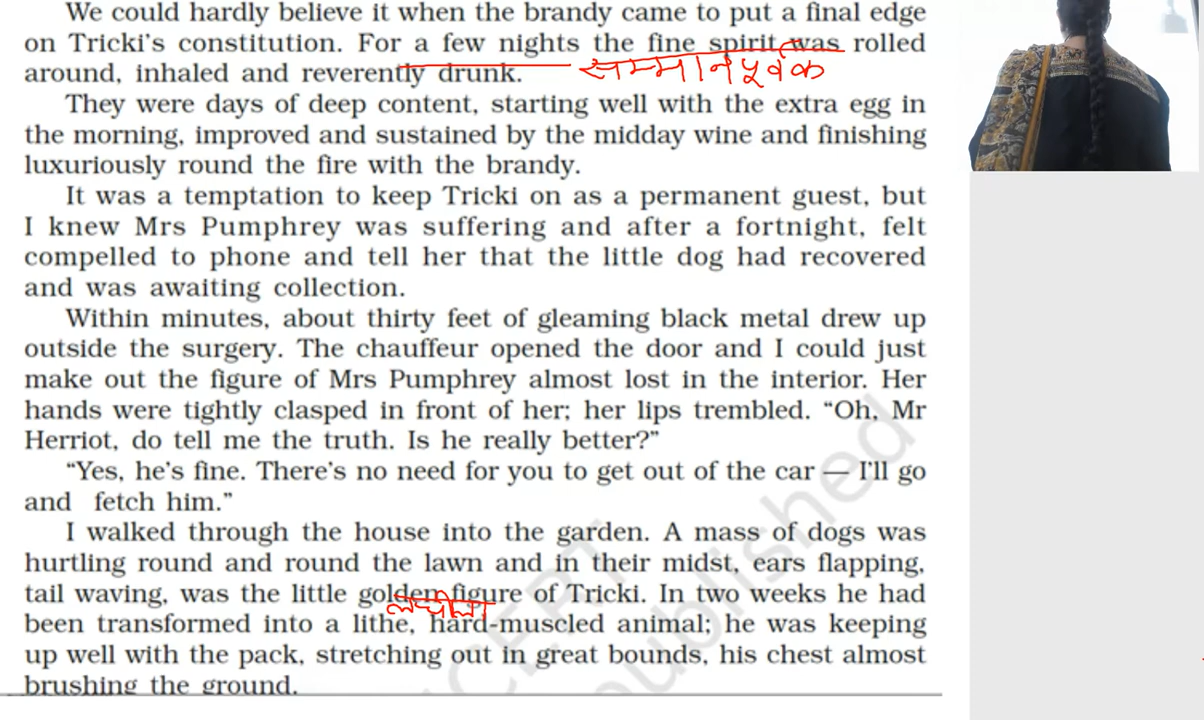 We could hardly believe it when the brandy came to put a final edge
on Tricki's constitution. For a few nights the fine spirit was rolled
around, inhaled and reverently drunk. सम्मानपूर्वक
They were days of deep content, starting well with the extra egg in
the morning, improved and sustained by the midday wine and finishing
luxuriously round the fire with the brandy.
It was a temptation to keep Tricki on as a permanent guest, but
I knew Mrs Pumphrey was suffering and after a fortnight, felt
compelled to phone and tell her that the little dog had recovered
and was awaiting collection.
Within minutes, about thirty feet of gleaming black metal drew up
outside the surgery. The chauffeur opened the door and I could just
make out the figure of Mrs Pumphrey almost lost in the interior. Her
hands were tightly clasped in front of her; her lips trembled. “Oh, Mr
Herriot, do tell me the truth. Is he really better?”
“Yes, he's fine. There's no need for you to get out of the car — I'll go
and fetch him.”
I walked through the house into the garden. A mass of dogs was
hurtling round and round the lawn and in their midst, ears flapping,
tail waving, was the little golden figure of Tricki. In two weeks he had
लचीला
been transformed into a lithe, hard-muscled animal; he was keeping
up well with the pack, stretching out in great bounds, his chest almost
brushing the ground.